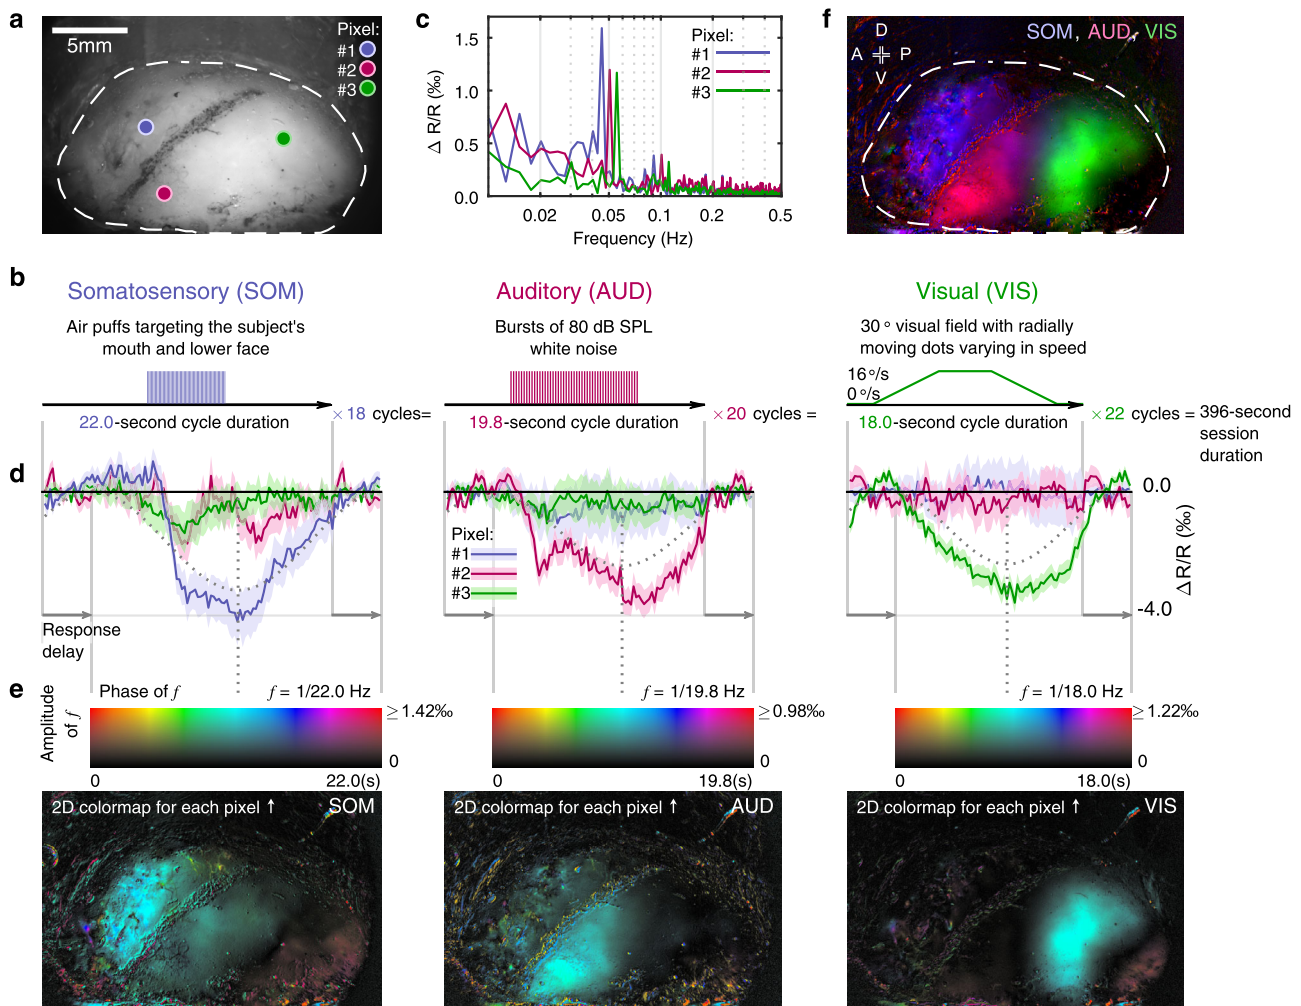 a
5mm
Pixel:
#1
#2
#3
c
Δ R/R (‰)
1.5
1.0
0.5
0.0
Pixel:
#1
#2
#3
0.02
0.05
0.1
0.2
0.5
Frequency (Hz)
f
SOM, AUD, VIS
D
A
P
V
b
Somatosensory (SOM)
Air puffs targeting the subject's
mouth and lower face
22.0-second cycle duration
× 18 cycles=
Auditory (AUD)
Bursts of 80 dB SPL
white noise
19.8-second cycle duration
× 20 cycles =
Visual (VIS)
30 ° visual field with radially
moving dots varying in speed
16 °/s
0 °/s
18.0-second cycle duration
× 22 cycles = 396-second
session
duration
d
Response
delay
Pixel:
#1
#2
#3
0.0
-4.0
ΔR/R (‰)
e
Amplitude
of f
Phase of f
f = 1/22.0 Hz
≥1.42‰
0
0
22.0(s)
f = 1/19.8 Hz
≥0.98‰
0
0
19.8(s)
f = 1/18.0 Hz
≥1.22‰
0
0
18.0(s)
2D colormap for each pixel ↑ SOM
2D colormap for each pixel ↑ AUD
2D colormap for each pixel ↑ VIS